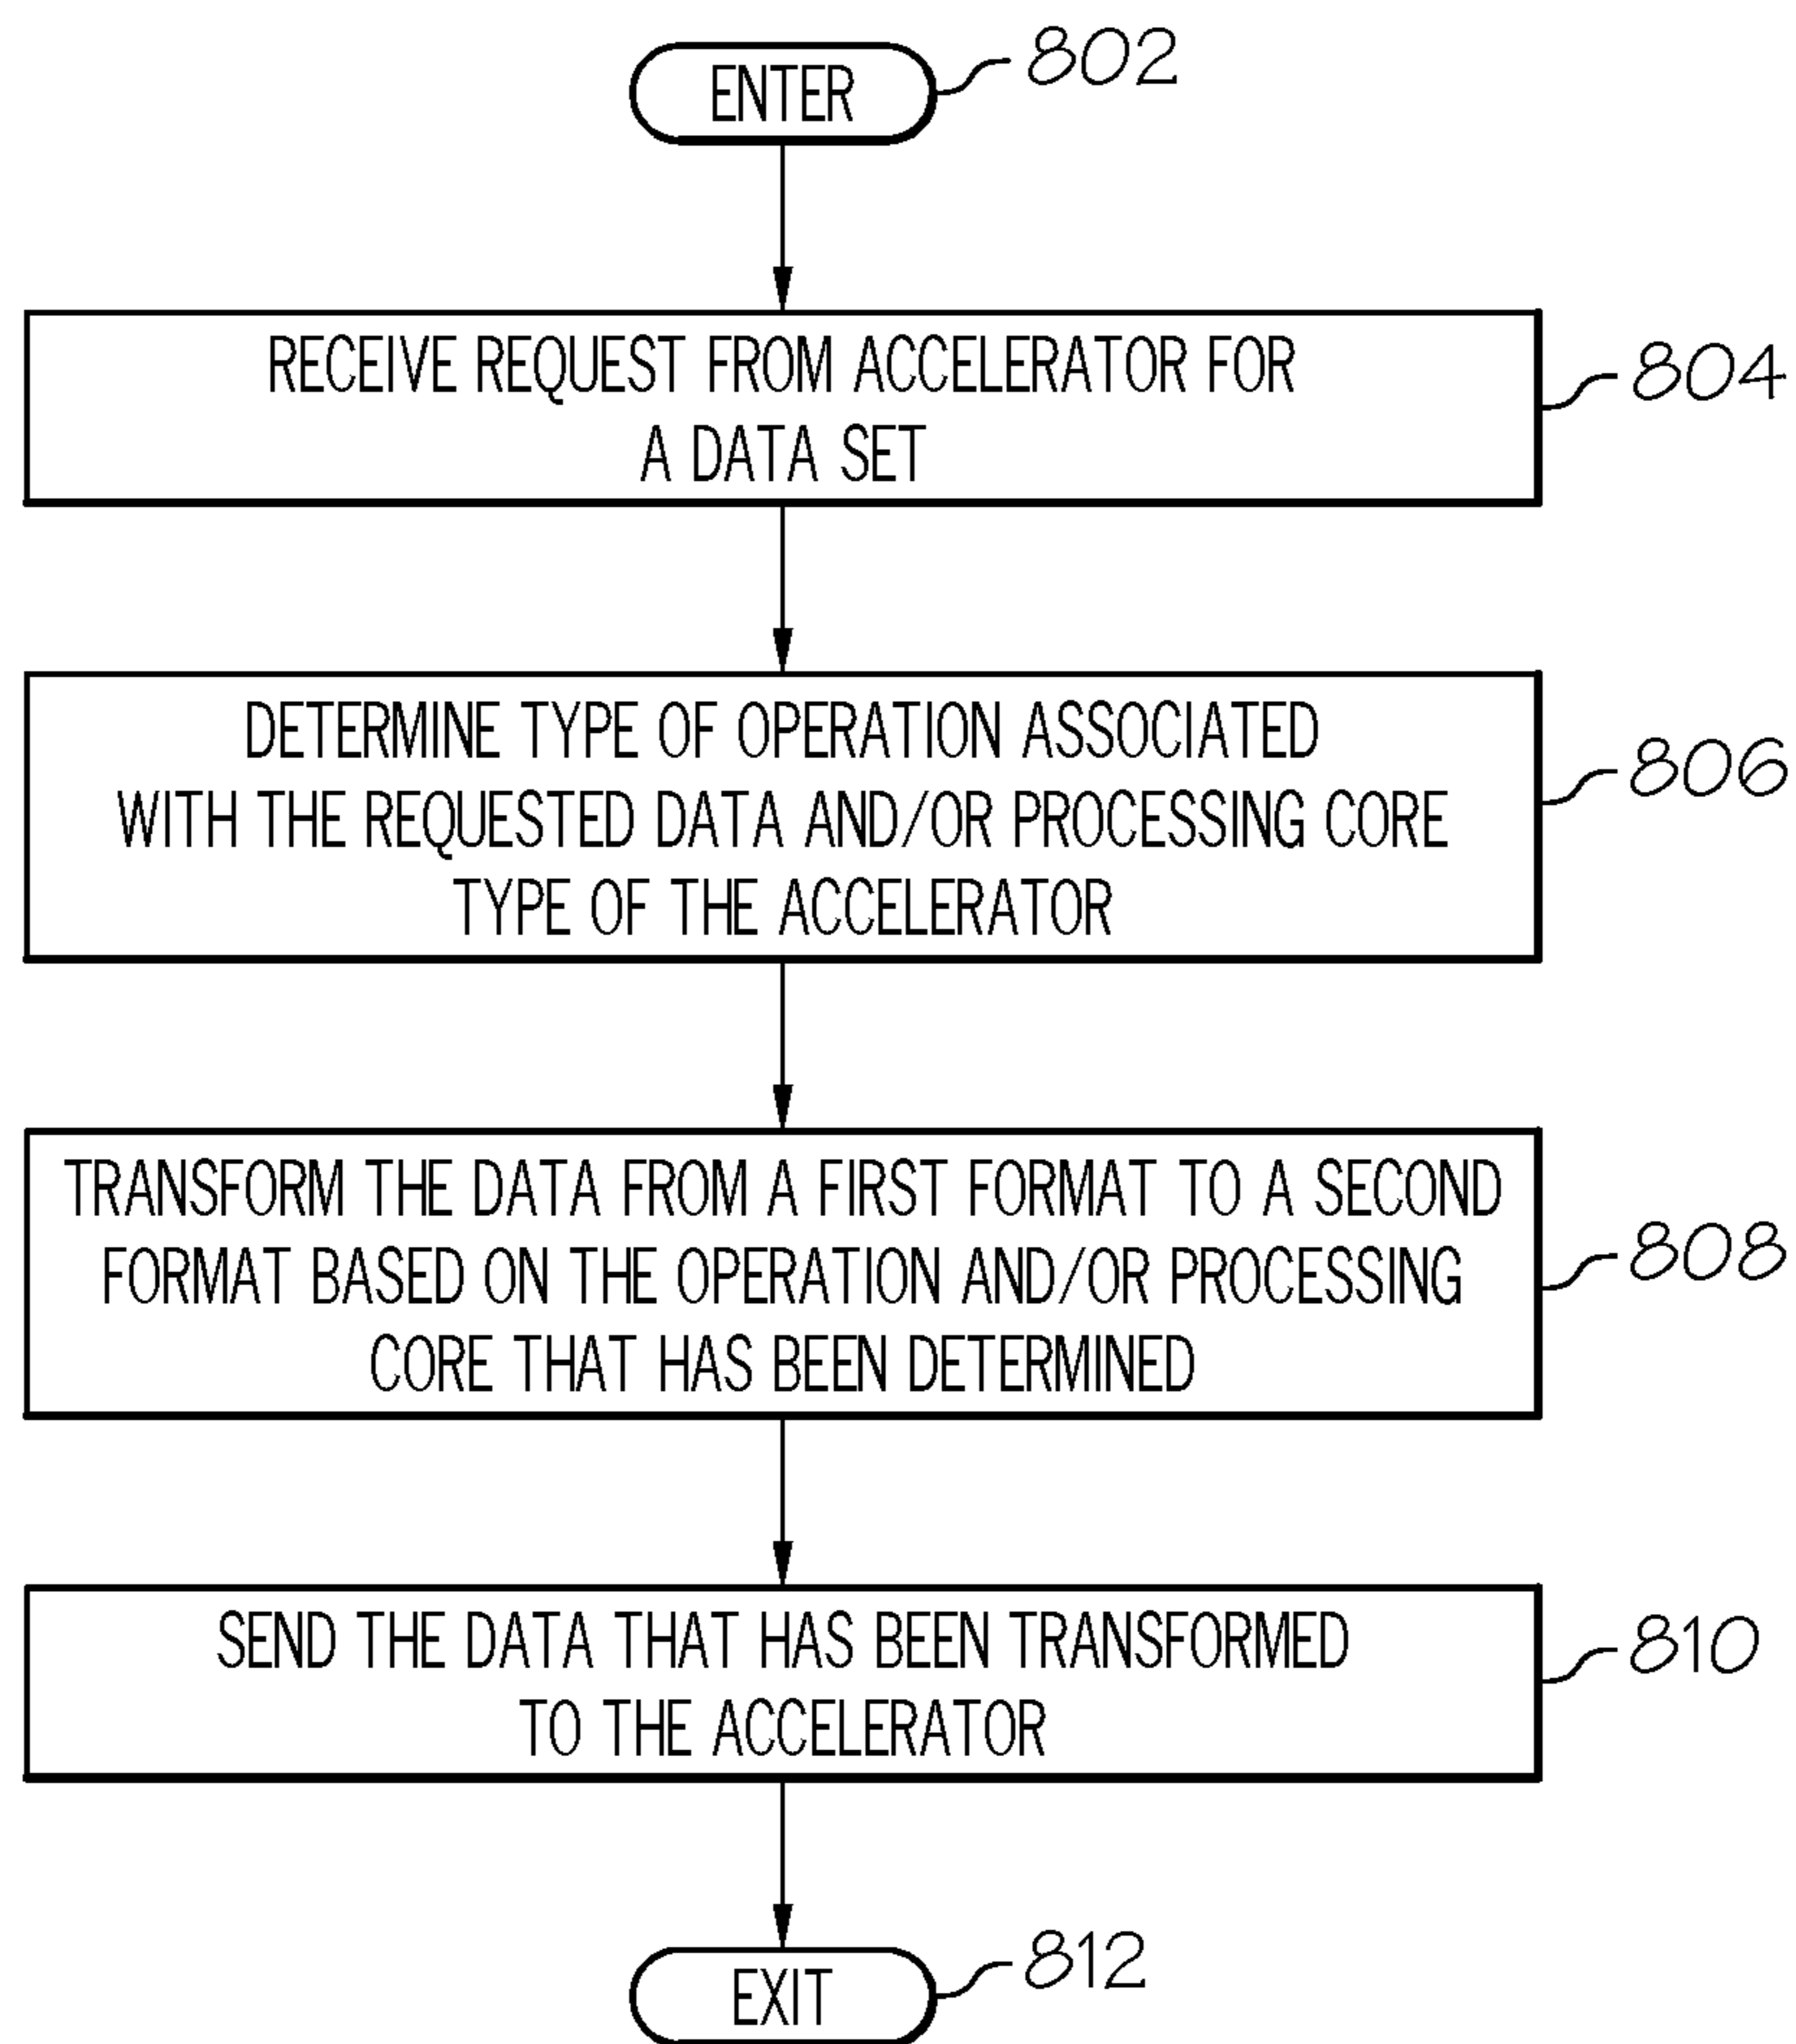 ENTER
802
RECEIVE REQUEST FROM ACCELERATOR FOR
A DATA SET
804
DETERMINE TYPE OF OPERATION ASSOCIATED
WITH THE REQUESTED DATA AND/OR PROCESSING CORE
TYPE OF THE ACCELERATOR
806
TRANSFORM THE DATA FROM A FIRST FORMAT TO A SECOND
FORMAT BASED ON THE OPERATION AND/OR PROCESSING
CORE THAT HAS BEEN DETERMINED
808
SEND THE DATA THAT HAS BEEN TRANSFORMED
TO THE ACCELERATOR
810
EXIT
812